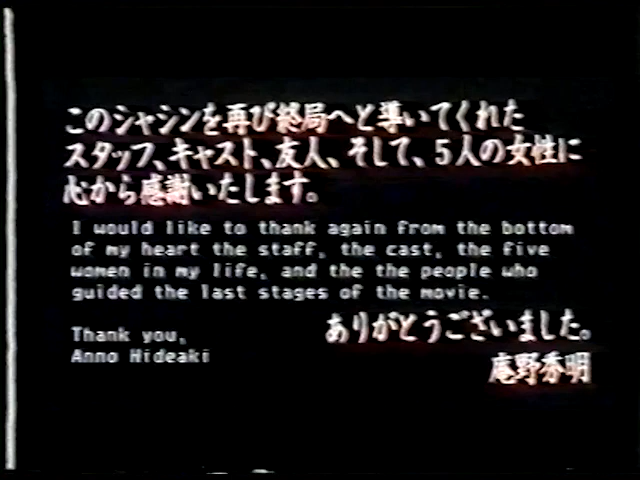 このシャシンを再び終局へと導いてくれた
スタッフ、キャスト、友人、そして、5人の女性に
心から感謝いたします。
I would like to thank again from the bottom
of my heart the staff, the cast, the five
women in my life, and the the people who
guided the last stages of the movie.
ありがとうございました。
Thank you,
Anno Hideaki
庵野秀明